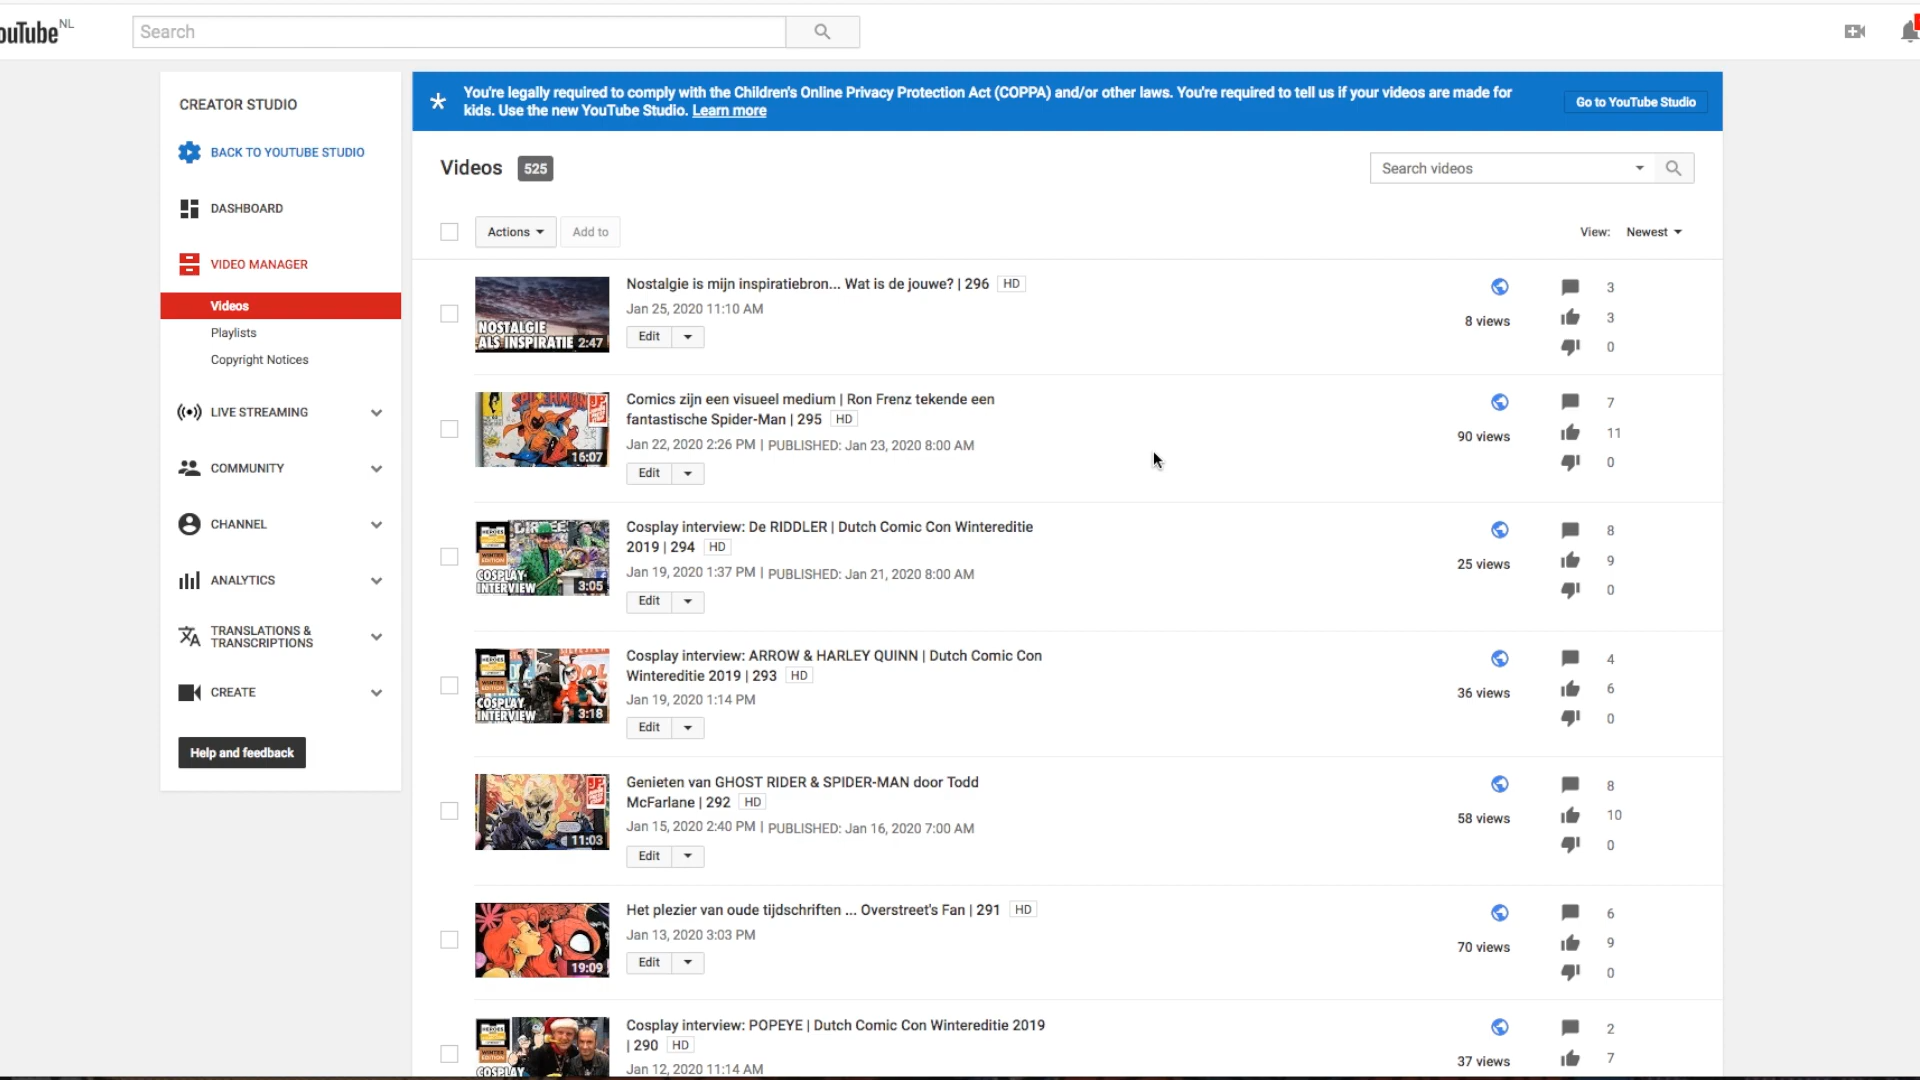 ouTube NL
Search
CREATOR STUDIO
BACK TO YOUTUBE STUDIO
DASHBOARD
VIDEO MANAGER
Videos
Playlists
Copyright Notices
LIVE STREAMING
COMMUNITY
CHANNEL
ANALYTICS
TRANSLATIONS &
TRANSCRIPTIONS
CREATE
Help and feedback
You're legally required to comply with the Children's Online Privacy Protection Act (COPPA) and/or other laws. You're required to tell us if your videos are made for
kids. Use the new YouTube Studio. Learn more
Go to YouTube Studio
Videos 525
Search videos
Actions Add to
View: Newest
NOSTALGIE
ALS INSPIRATIE 2:47
Nostalgie is mijn inspiratiebron... Wat is de jouwe? | 296 HD
Jan 25, 2020 11:10 AM
Edit
8 views
3
3
0
SPIDERMAN
16:07
Comics zijn een visueel medium | Ron Frenz tekende een
fantastische Spider-Man | 295 HD
Jan 22, 2020 2:26 PM | PUBLISHED: Jan 23, 2020 8:00 AM
Edit
90 views
7
11
0
HEROES
WINTER
EDITION
COSPLAY
INTERVIEW 3:05
Cosplay interview: De RIDDLER | Dutch Comic Con Wintereditie
2019 | 294 HD
Jan 19, 2020 1:37 PM | PUBLISHED: Jan 21, 2020 8:00 AM
Edit
25 views
8
9
0
HEROES
WINTER
EDITION
COSPLAY
INTERVIEW 3:18
Cosplay interview: ARROW & HARLEY QUINN | Dutch Comic Con
Wintereditie 2019 | 293 HD
Jan 19, 2020 1:14 PM
Edit
36 views
4
6
0
11:03
Genieten van GHOST RIDER & SPIDER-MAN door Todd
McFarlane | 292 HD
Jan 15, 2020 2:40 PM | PUBLISHED: Jan 16, 2020 7:00 AM
Edit
58 views
8
10
0
19:09
Het plezier van oude tijdschriften ... Overstreet's Fan | 291 HD
Jan 13, 2020 3:03 PM
Edit
70 views
6
9
0
HEROES
WINTER
EDITION
COSPLAY
Cosplay interview: POPEYE | Dutch Comic Con Wintereditie 2019
| 290 HD
Jan 12, 2020 11:14 AM
37 views
2
7